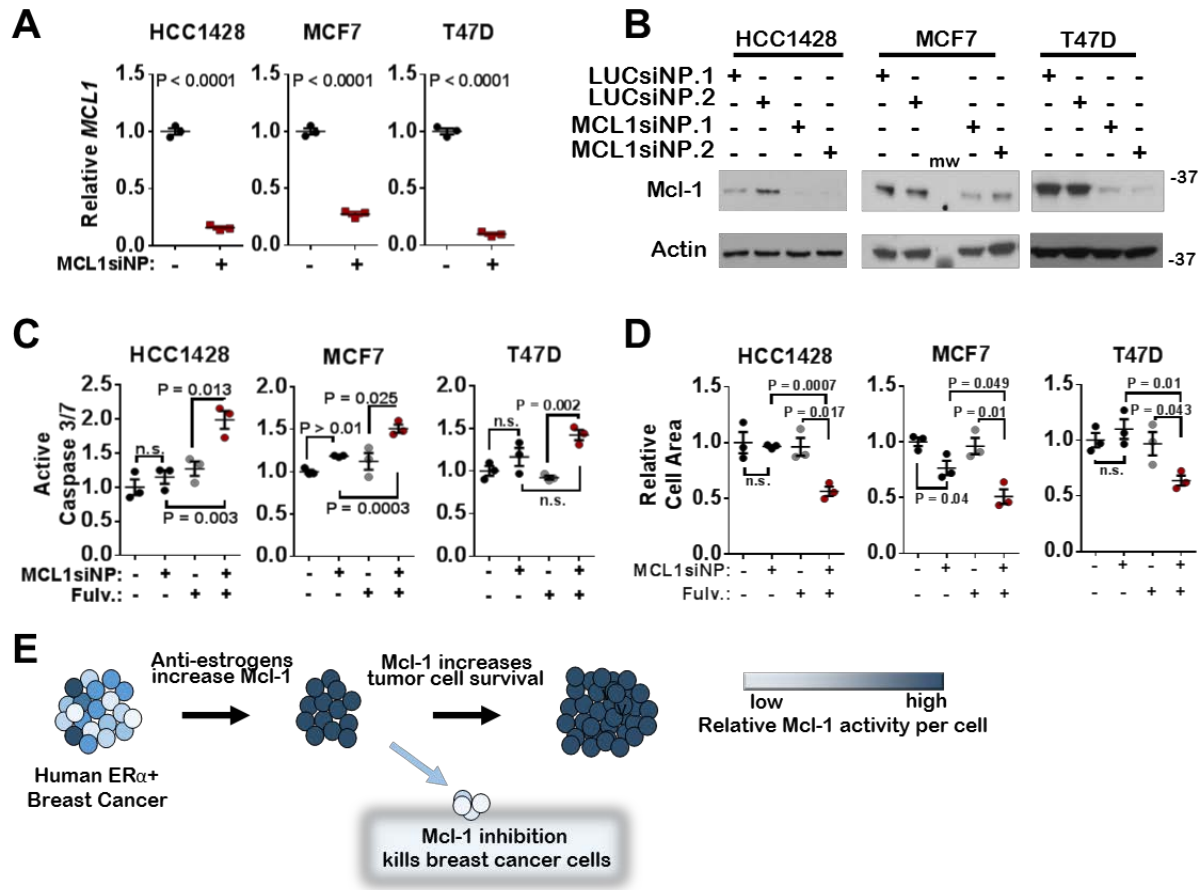 A
HCC1428
MCF7
T47D
Relative MCL1
1.5
1.0
0.5
0.0
P < 0.0001
1.5
1.0
0.5
0.0
P < 0.0001
1.5
1.0
0.5
0.0
P < 0.0001
MCL1siNP:
-
+
-
+
-
+
B
HCC1428
MCF7
T47D
LUCsiNP.1
+ - - -
+ - - -
+ - - -
LUCsiNP.2
- + - -
- + - -
- + - -
MCL1siNP.1
- - + -
- - + -
- - + -
MCL1siNP.2
- - - +
- - - +
- - - +
mw
Mcl-1
-37
Actin
-37
C
HCC1428
MCF7
T47D
Active
Caspase 3/7
2.5
2.0
1.5
1.0
0.5
0.0
P = 0.013
n.s.
P = 0.003
1.5
1.0
0.5
0.0
P = 0.025
P > 0.01
P = 0.0003
1.5
1.0
0.5
0.0
n.s.
P = 0.002
n.s.
MCL1siNP:
- + - +
- + - +
- + - +
Fulv.:
- - + +
- - + +
- - + +
D
HCC1428
MCF7
T47D
Relative
Cell Area
1.5
1.0
0.5
0.0
P = 0.0007
P = 0.017
n.s.
1.5
1.0
0.5
0.0
P = 0.049
P = 0.01
P = 0.04
1.5
1.0
0.5
0.0
P = 0.01
P = 0.043
n.s.
MCL1siNP:
- + - +
- + - +
- + - +
Fulv.:
- - + +
- - + +
- - + +
E
Anti-estrogens
increase Mcl-1
Mcl-1 increases
tumor cell survival
low
high
Relative Mcl-1 activity per cell
Human ERα+
Breast Cancer
Mcl-1 inhibition
kills breast cancer cells